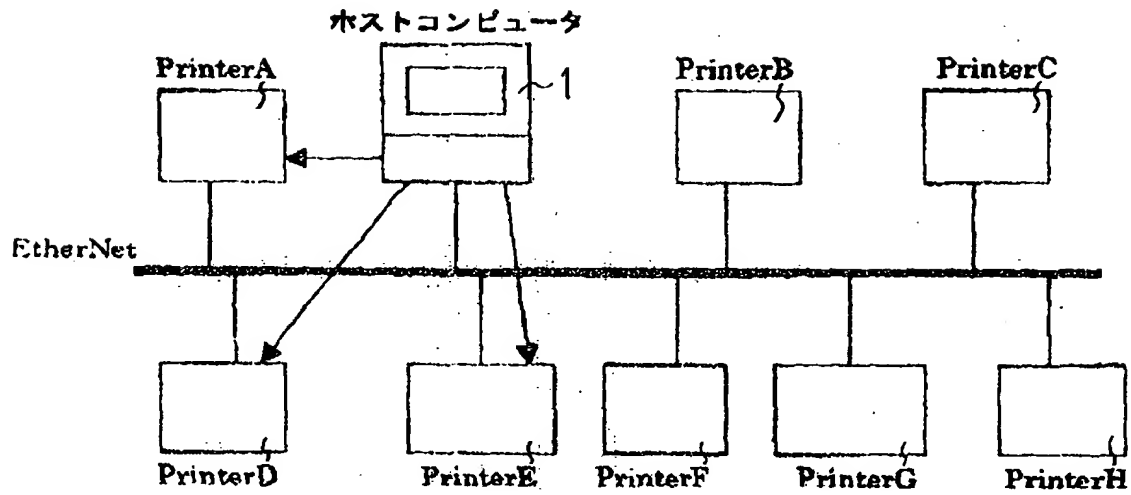 ホストコンピュータ
PrinterA
1
PrinterB
PrinterC
EtherNet
PrinterD
PrinterE
PrinterF
PrinterG
PrinterH